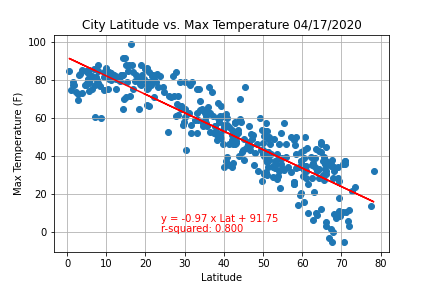 City Latitude vs. Max Temperature 04/17/2020
Max Temperature (F)
100
80
60
40
20
0
y = -0.97 x Lat + 91.75
r-squared: 0.800
0 10 20 30 40 50 60 70 80
Latitude